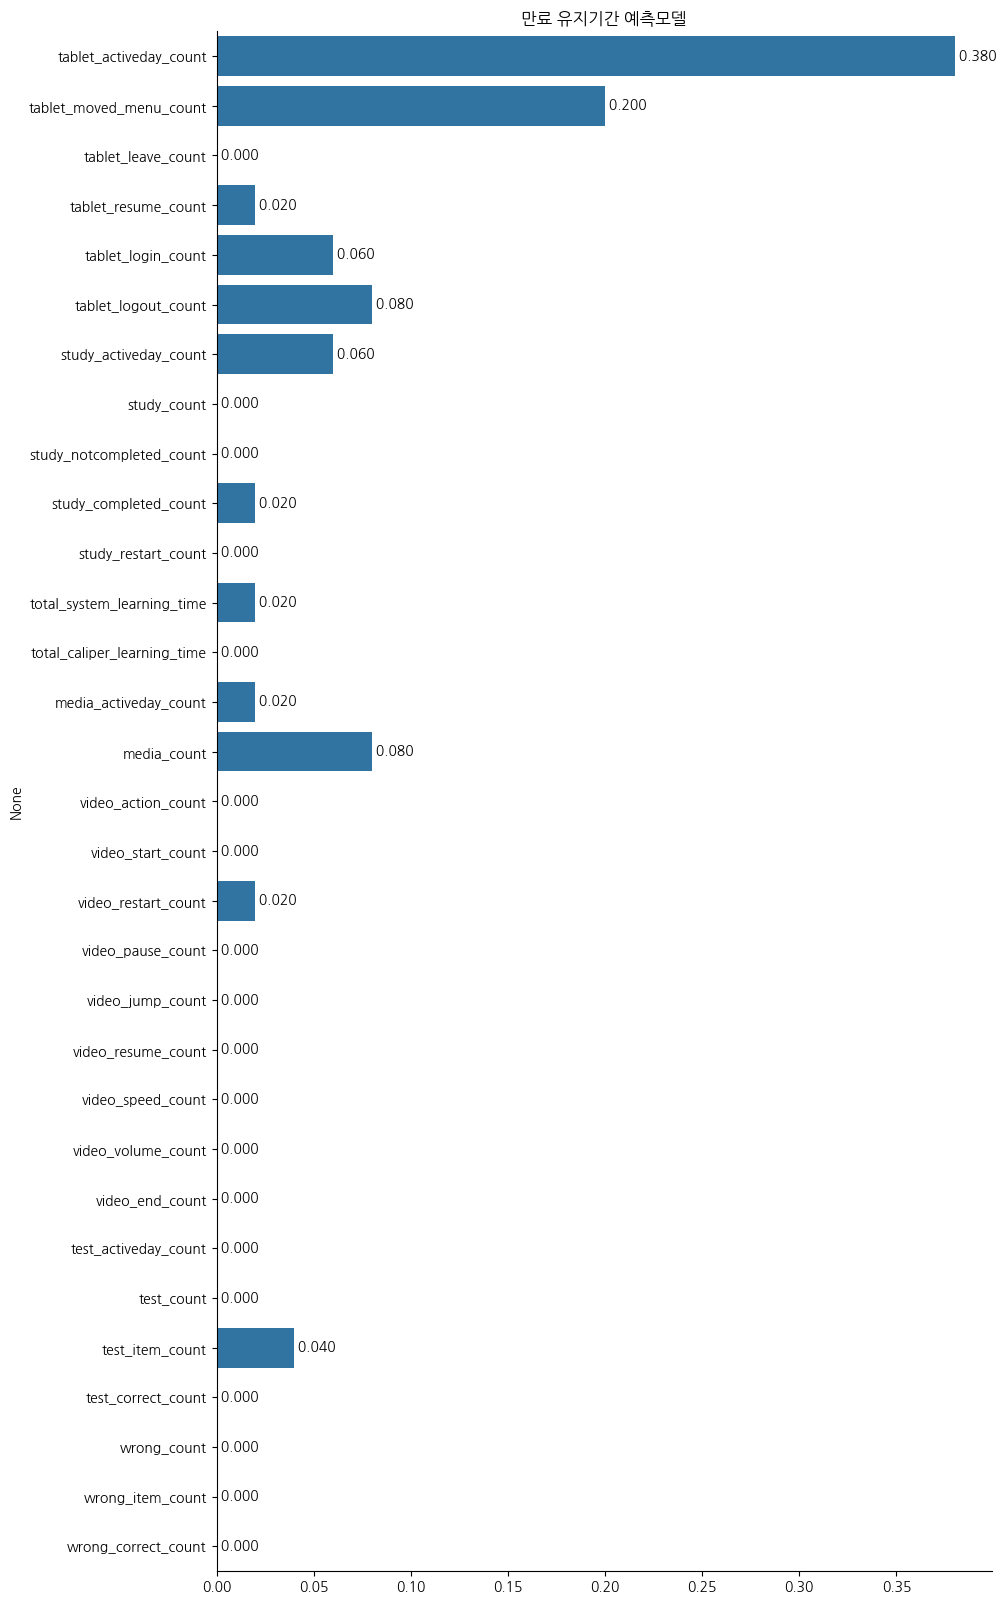 만료 유지기간 예측모델
tablet_activeday_count 0.380
tablet_moved_menu_count 0.200
tablet_leave_count 0.000
tablet_resume_count 0.020
tablet_login_count 0.060
tablet_logout_count 0.080
study_activeday_count 0.060
study_count 0.000
study_notcompleted_count 0.000
study_completed_count 0.020
study_restart_count 0.000
total_system_learning_time 0.020
total_caliper_learning_time 0.000
media_activeday_count 0.020
media_count 0.080
None
video_action_count 0.000
video_start_count 0.000
video_restart_count 0.020
video_pause_count 0.000
video_jump_count 0.000
video_resume_count 0.000
video_speed_count 0.000
video_volume_count 0.000
video_end_count 0.000
test_activeday_count 0.000
test_count 0.000
test_item_count 0.040
test_correct_count 0.000
wrong_count 0.000
wrong_item_count 0.000
wrong_correct_count 0.000
0.00 0.05 0.10 0.15 0.20 0.25 0.30 0.35